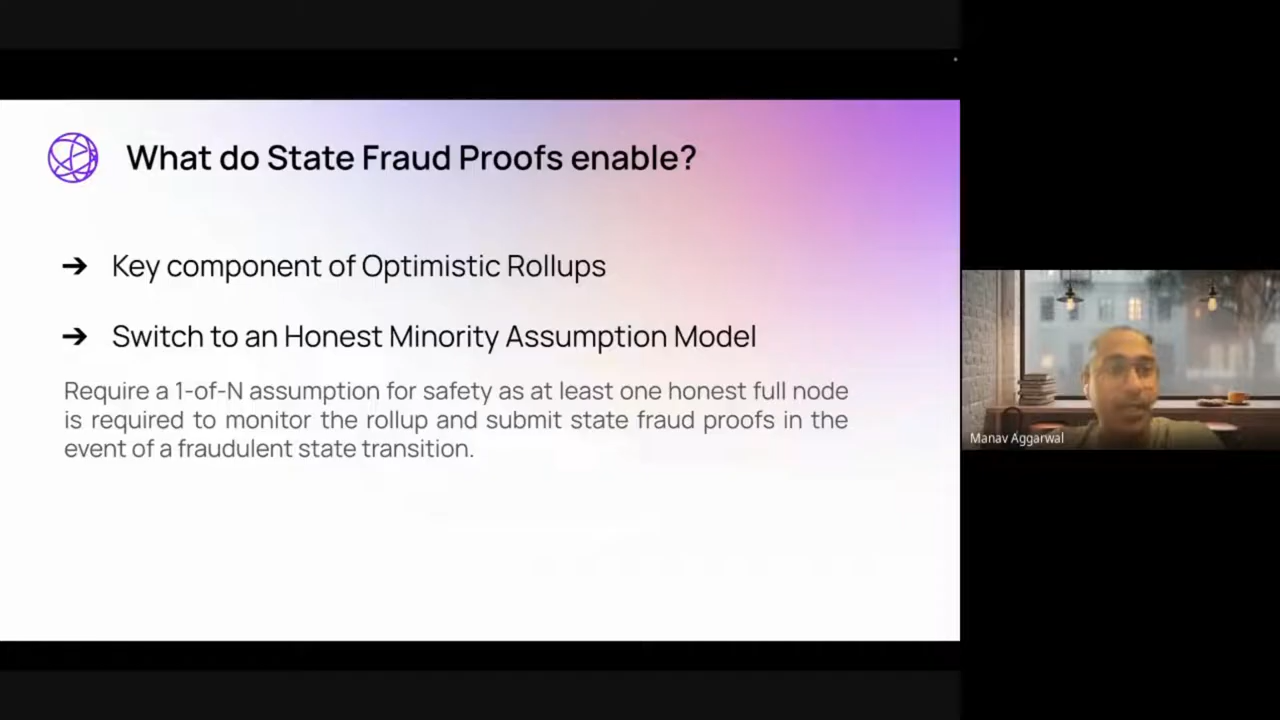 What do State Fraud Proofs enable?
➔ Key component of Optimistic Rollups
➔ Switch to an Honest Minority Assumption Model
Require a 1-of-N assumption for safety as at least one honest full node
is required to monitor the rollup and submit state fraud proofs in the
event of a fraudulent state transition.
Manav Aggarwal